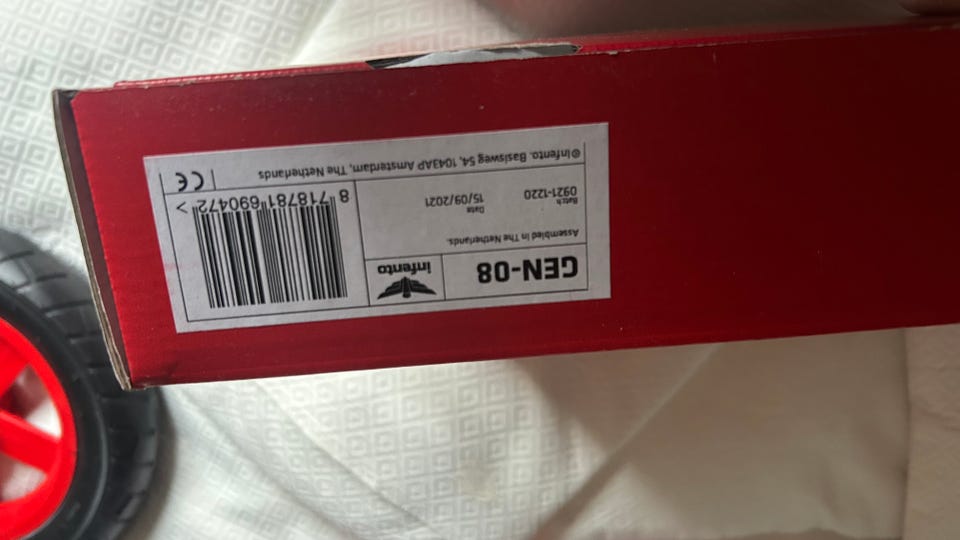 GEN-08
infento
Assembled in The Netherlands.
Batch
0921-1220
Date
15/09/2021
8 718781 690472 >
©Infento. Basisweg 54, 1043AP Amsterdam, The Netherlands
CE